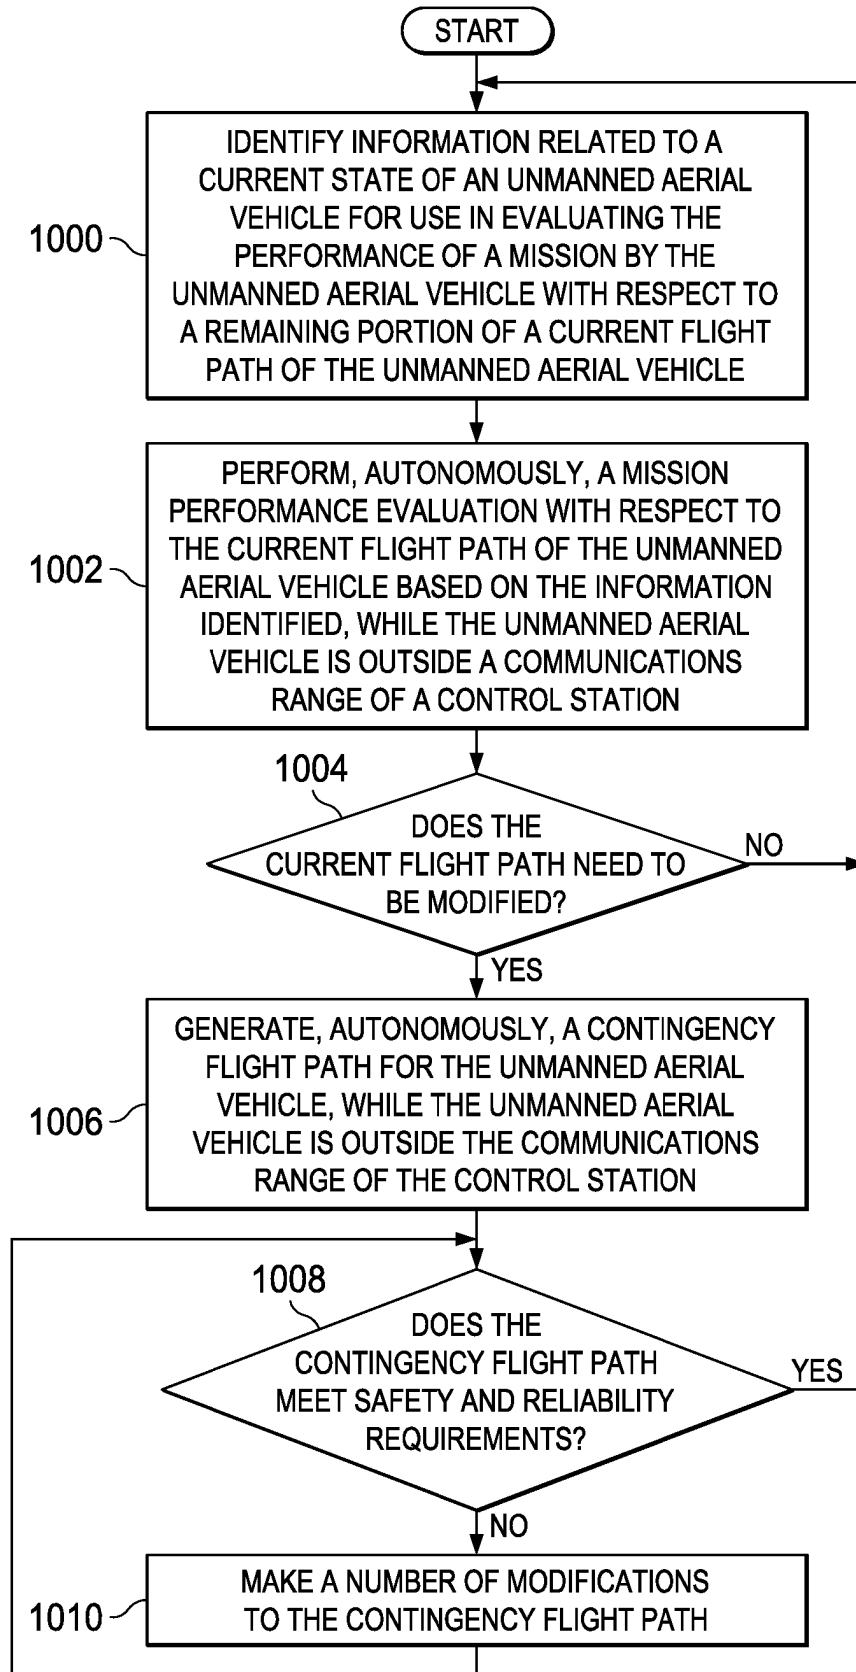 START
IDENTIFY INFORMATION RELATED TO A
CURRENT STATE OF AN UNMANNED AERIAL
VEHICLE FOR USE IN EVALUATING THE
PERFORMANCE OF A MISSION BY THE
UNMANNED AERIAL VEHICLE WITH RESPECT TO
A REMAINING PORTION OF A CURRENT FLIGHT
PATH OF THE UNMANNED AERIAL VEHICLE
1000
PERFORM, AUTONOMOUSLY, A MISSION
PERFORMANCE EVALUATION WITH RESPECT TO
THE CURRENT FLIGHT PATH OF THE UNMANNED
AERIAL VEHICLE BASED ON THE INFORMATION
IDENTIFIED, WHILE THE UNMANNED AERIAL
VEHICLE IS OUTSIDE A COMMUNICATIONS
RANGE OF A CONTROL STATION
1002
1004
DOES THE
CURRENT FLIGHT PATH NEED TO
BE MODIFIED?
NO
YES
GENERATE, AUTONOMOUSLY, A CONTINGENCY
FLIGHT PATH FOR THE UNMANNED AERIAL
VEHICLE, WHILE THE UNMANNED AERIAL
VEHICLE IS OUTSIDE THE COMMUNICATIONS
RANGE OF THE CONTROL STATION
1006
1008
DOES THE
CONTINGENCY FLIGHT PATH
MEET SAFETY AND RELIABILITY
REQUIREMENTS?
YES
NO
MAKE A NUMBER OF MODIFICATIONS
TO THE CONTINGENCY FLIGHT PATH
1010